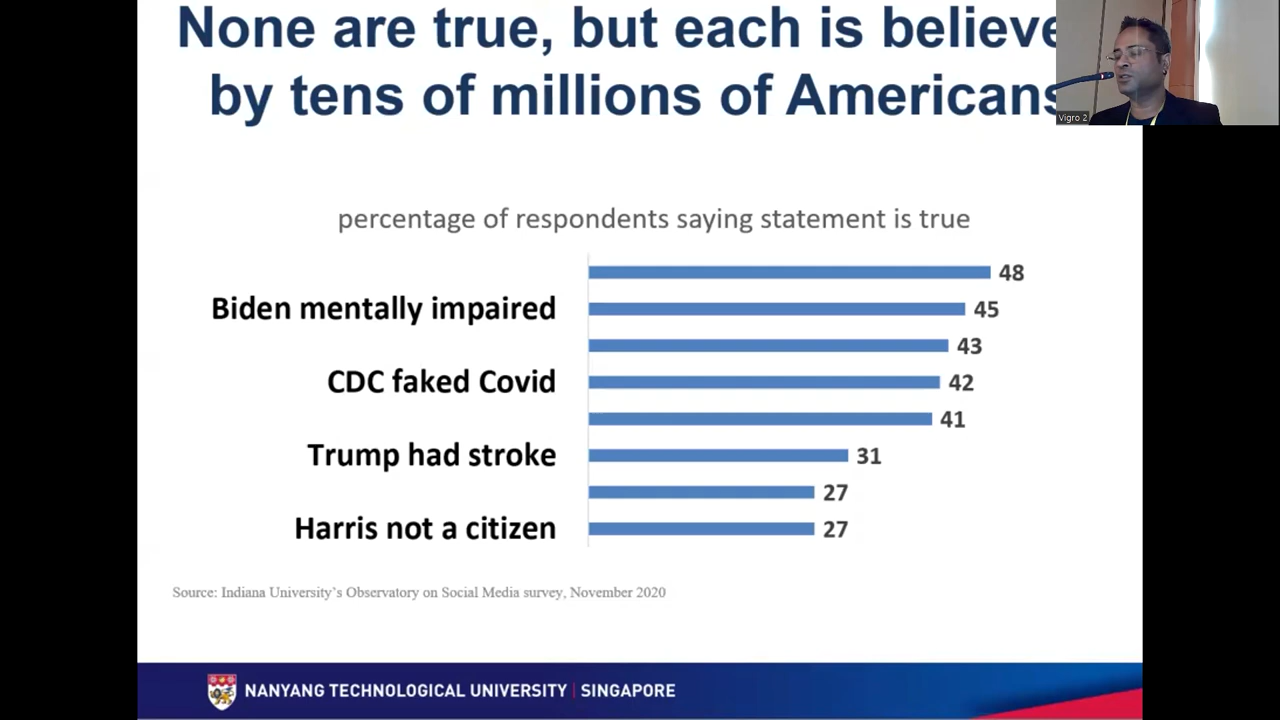 None are true, but each is believe
by tens of millions of Americans
Vigro 2
percentage of respondents saying statement is true
48
Biden mentally impaired 45
43
CDC faked Covid 42
41
Trump had stroke 31
27
Harris not a citizen 27
Source: Indiana University's Observatory on Social Media survey, November 2020
NANYANG TECHNOLOGICAL UNIVERSITY | SINGAPORE